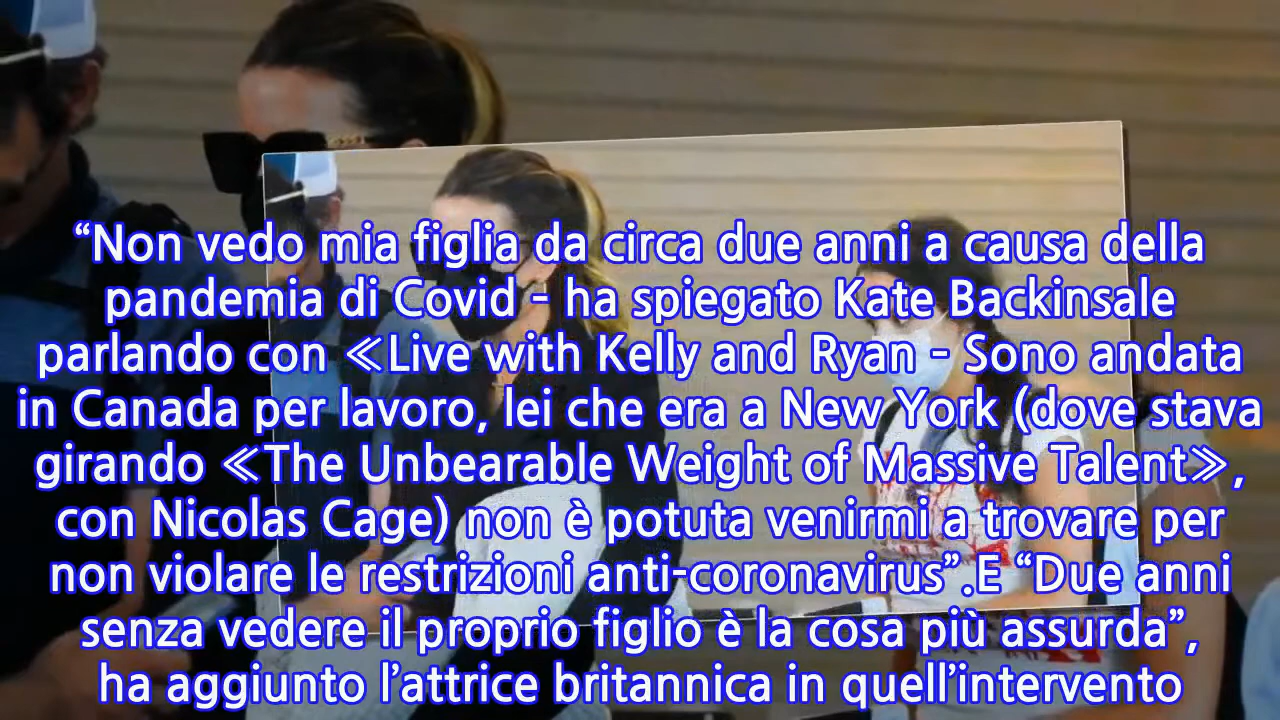 “Non vedo mia figlia da circa due anni a causa della
pandemia di Covid - ha spiegato Kate Backinsale
parlando con ≪Live with Kelly and Ryan - Sono andata
in Canada per lavoro, lei che era a New York (dove stava
girando ≪The Unbearable Weight of Massive Talent≫,
con Nicolas Cage) non è potuta venirmi a trovare per
non violare le restrizioni anti-coronavirus”.E “Due anni
senza vedere il proprio figlio è la cosa più assurda”,
ha aggiunto l’attrice britannica in quell’intervento